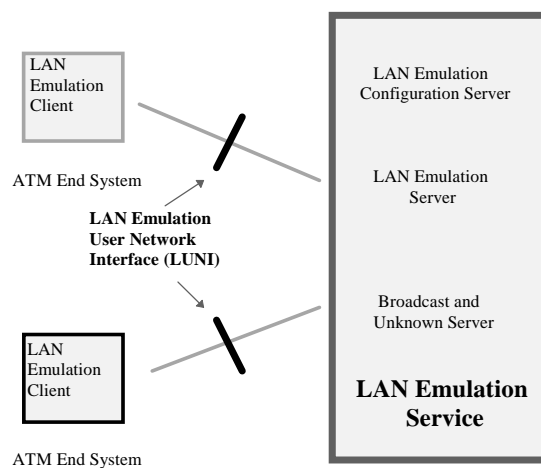 LAN
Emulation
Client
ATM End System
LAN Emulation
User Network
Interface (LUNI)
LAN
Emulation
Client
ATM End System
LAN Emulation
Configuration Server
LAN Emulation
Server
Broadcast and
Unknown Server
LAN Emulation
Service